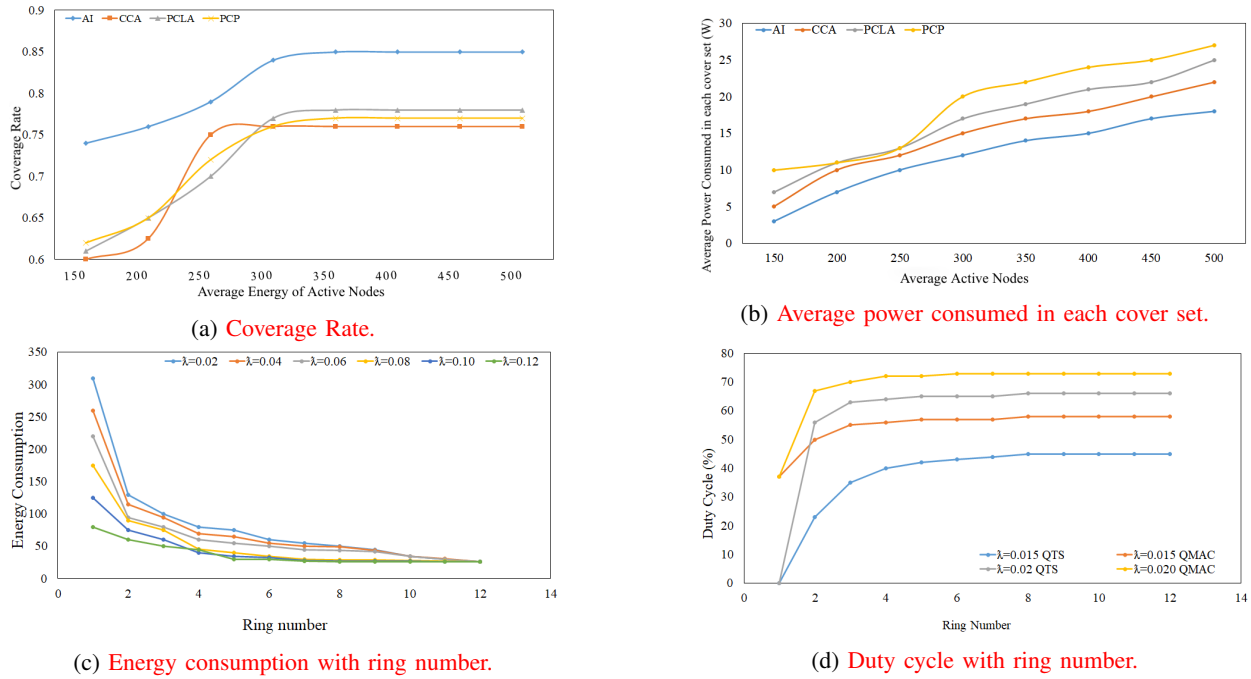 AI CCA PCLA PCP
0.9
0.85
0.8
0.75
0.7
0.65
0.6
Coverage Rate
150 200 250 300 350 400 450 500
Average Energy of Active Nodes
(a) Coverage Rate.
AI CCA PCLA PCP
30
25
20
15
10
5
0
Average Power Consumed in each cover set (W)
150 200 250 300 350 400 450 500
Average Active Nodes
(b) Average power consumed in each cover set.
λ=0.02 λ=0.04 λ=0.06 λ=0.08 λ=0.10 λ=0.12
350
300
250
200
150
100
50
0
Energy Consumption
0 2 4 6 8 10 12 14
Ring number
(c) Energy consumption with ring number.
80
70
60
50
40
30
20
10
0
Duty Cycle (%)
λ=0.015 QTS λ=0.015 QMAC
λ=0.02 QTS λ=0.020 QMAC
0 2 4 6 8 10 12 14
Ring Number
(d) Duty cycle with ring number.